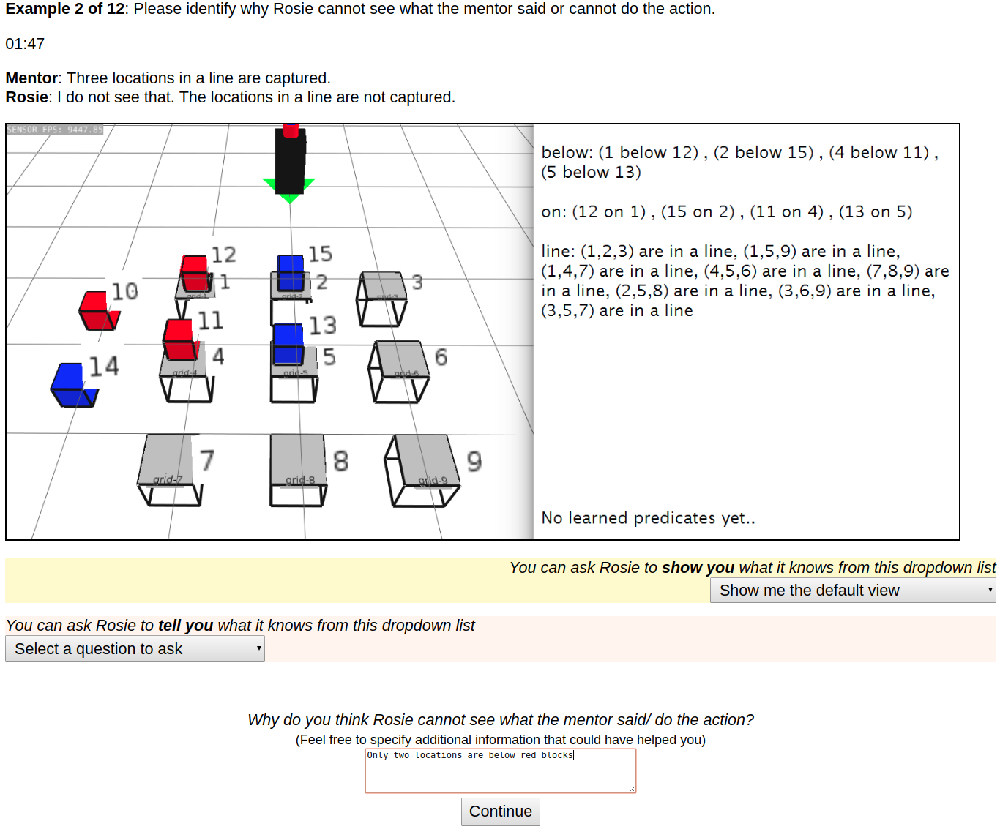 Example 2 of 12: Please identify why Rosie cannot see what the mentor said or cannot do the action.
01:47
Mentor: Three locations in a line are captured.
Rosie: I do not see that. The locations in a line are not captured.
SENSOR FPS: 9447.85
below: (1 below 12) , (2 below 15) , (4 below 11) ,
(5 below 13)
on: (12 on 1) , (15 on 2) , (11 on 4) , (13 on 5)
line: (1,2,3) are in a line, (1,5,9) are in a line,
(1,4,7) are in a line, (4,5,6) are in a line, (7,8,9) are
in a line, (2,5,8) are in a line, (3,6,9) are in a line,
(3,5,7) are in a line
No learned predicates yet..
12
15
10
1
2
3
grid-1
grid-2
grid-3
11
13
14
4
5
6
grid-4
grid-5
grid-6
7
8
9
grid-7
grid-8
grid-9
You can ask Rosie to show you what it knows from this dropdown list
Show me the default view
You can ask Rosie to tell you what it knows from this dropdown list
Select a question to ask
Why do you think Rosie cannot see what the mentor said/ do the action?
(Feel free to specify additional information that could have helped you)
Only two locations are below red blocks
Continue